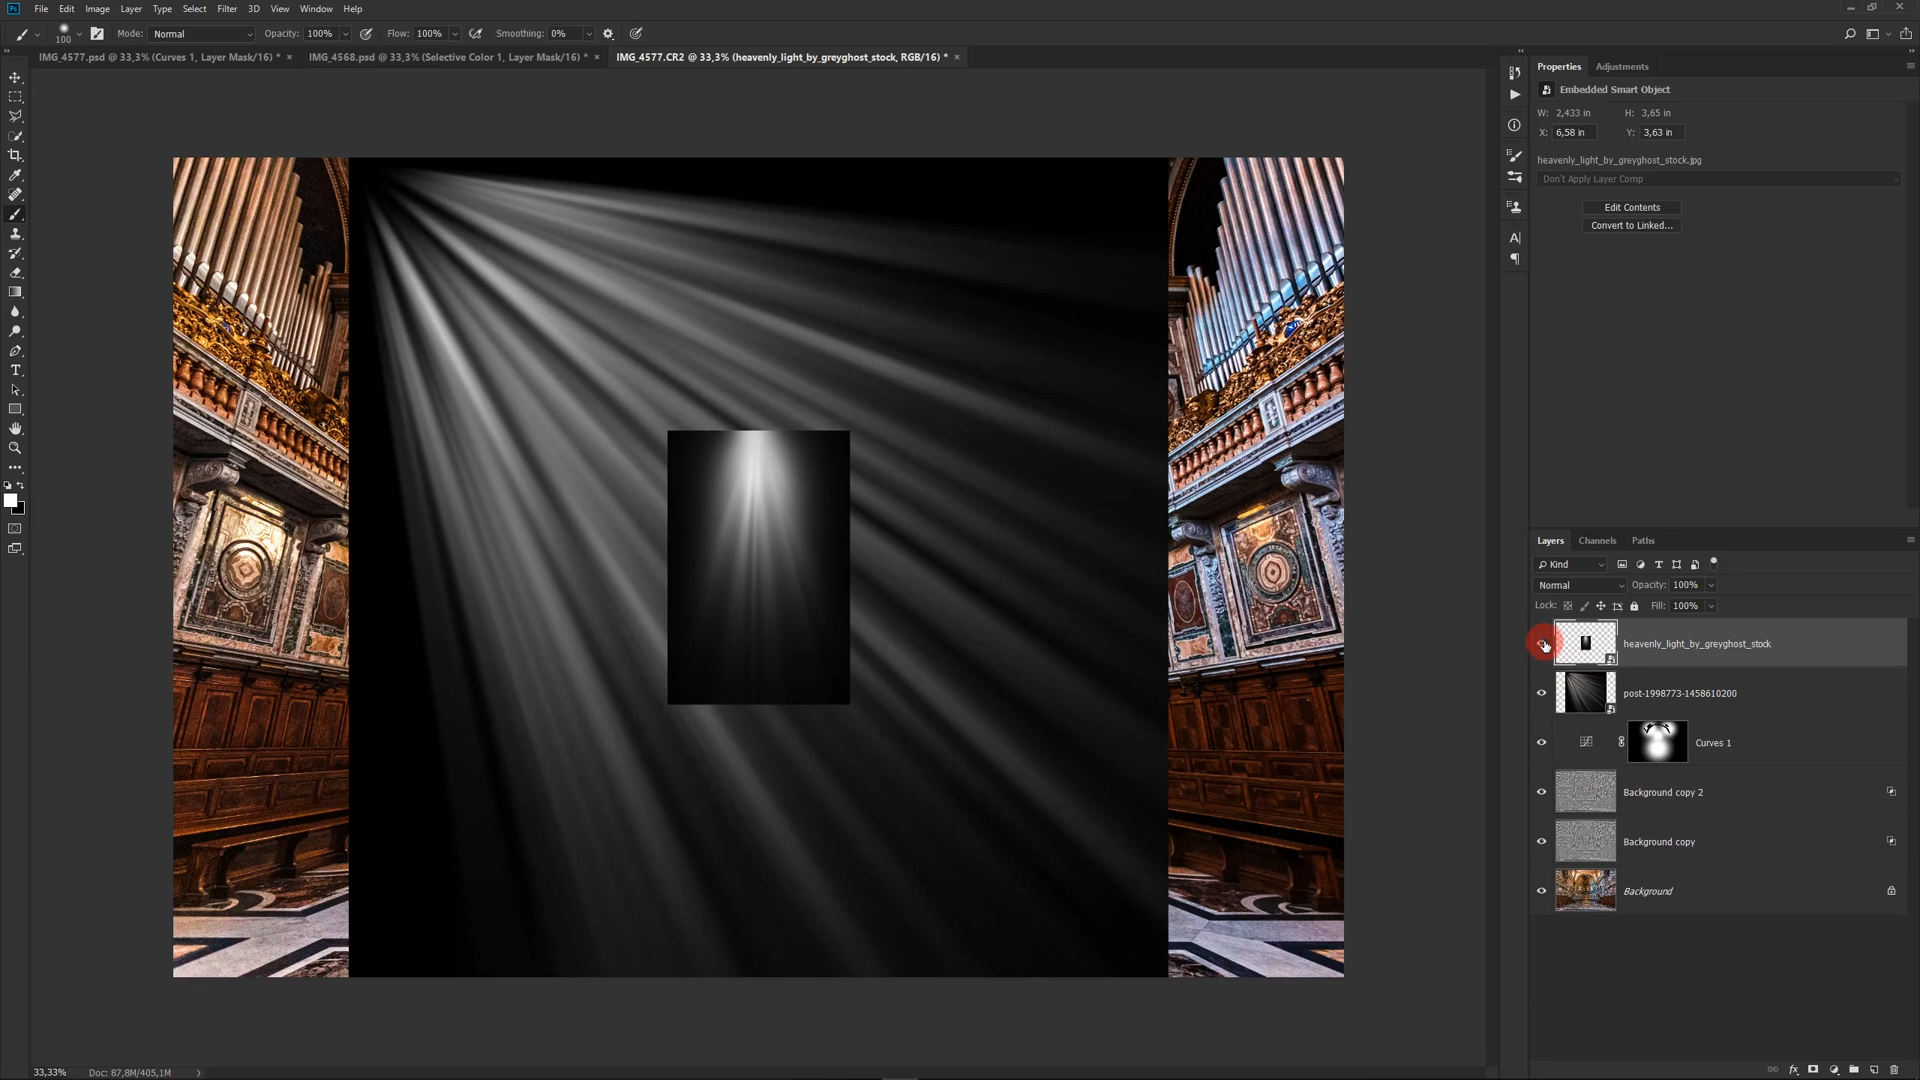 Ps File Edit Image Layer Type Select Filter 3D View Window Help
100 Mode: Normal Opacity: 100% Flow: 100% Smoothing: 0%
IMG_4577.psd @ 33,3% (Curves 1, Layer Mask/16) * × IMG_4568.psd @ 33,3% (Selective Color 1, Layer Mask/16) * × IMG_4577.CR2 @ 33,3% (heavenly_light_by_greyghost_stock, RGB/16) * ×
Properties Adjustments
Embedded Smart Object
W: 2,433 in H: 3,65 in
X: 6,58 in Y: 3,63 in
heavenly_light_by_greyghost_stock.jpg
Don't Apply Layer Comp
Edit Contents
Convert to Linked...
Layers Channels Paths
Kind
Normal Opacity: 100%
Lock: Fill: 100%
heavenly_light_by_greyghost_stock
post-1998773-1458610200
Curves 1
Background copy 2
Background copy
Background
33,33% Doc: 87,8M/405,1M